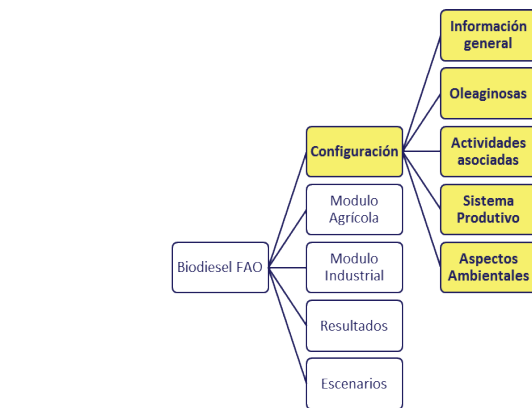 Información
general
Oleaginosas
Configuración
Actividades
asociadas
Modulo
Agrícola
Sistema
Produtivo
Biodiesel FAO
Modulo
Industrial
Aspectos
Ambientales
Resultados
Escenarios